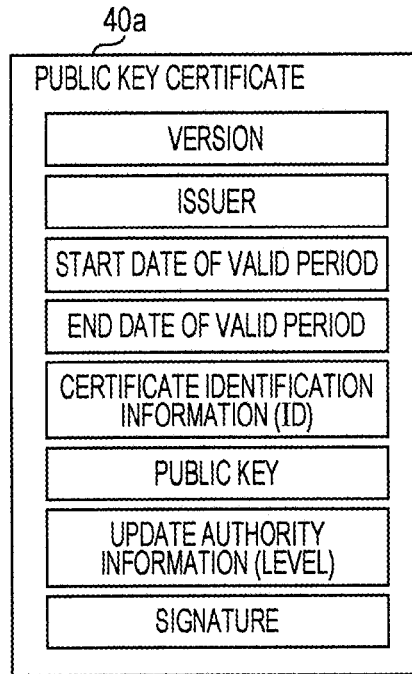 40a
PUBLIC KEY CERTIFICATE
VERSION
ISSUER
START DATE OF VALID PERIOD
END DATE OF VALID PERIOD
CERTIFICATE IDENTIFICATION
INFORMATION (ID)
PUBLIC KEY
UPDATE AUTHORITY
INFORMATION (LEVEL)
SIGNATURE